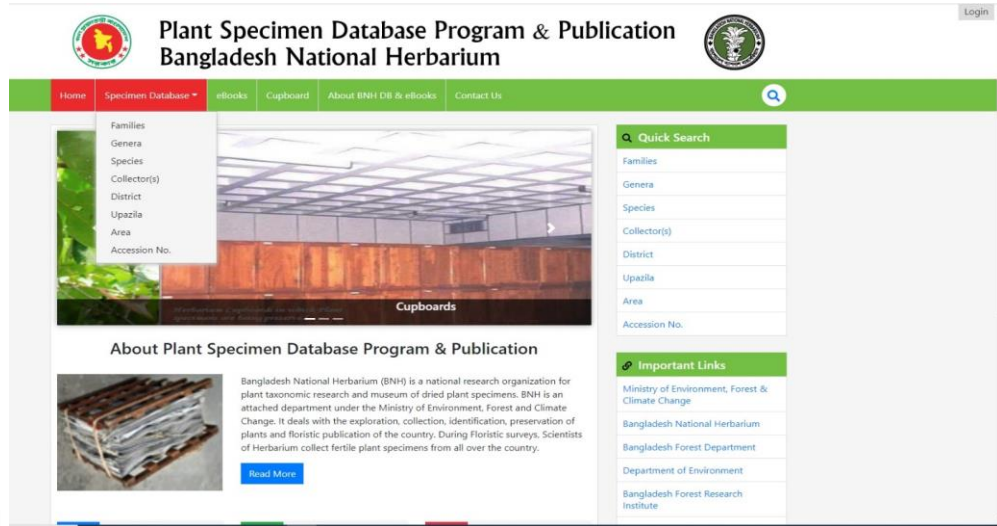 Login
Plant Specimen Database Program & Publication
Bangladesh National Herbarium
Home
Specimen Database
eBooks
Cupboard
About BNH DB & eBooks
Contact Us
Families
Genera
Species
Collector(s)
District
Upazila
Area
Accession No.
Cupboards
About Plant Specimen Database Program & Publication
Bangladesh National Herbarium (BNH) is a national research organization for
plant taxonomic research and museum of dried plant specimens. BNH is an
attached department under the Ministry of Environment, Forest and Climate
Change. It deals with the exploration, collection, identification, preservation of
plants and floristic publication of the country. During Floristic surveys, Scientists
of Herbarium collect fertile plant specimens from all over the country.
Read More
Quick Search
Families
Genera
Species
Collector(s)
District
Upazila
Area
Accession No.
Important Links
Ministry of Environment, Forest &
Climate Change
Bangladesh National Herbarium
Bangladesh Forest Department
Department of Environment
Bangladesh Forest Research
Institute